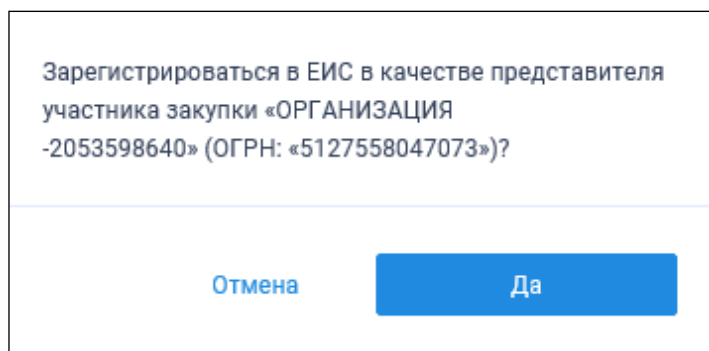 Зарегистрироваться в ЕИС в качестве представителя
участника закупки «ОРГАНИЗАЦИЯ
-2053598640» (ОГРН: «5127558047073»)?
Отмена
Да